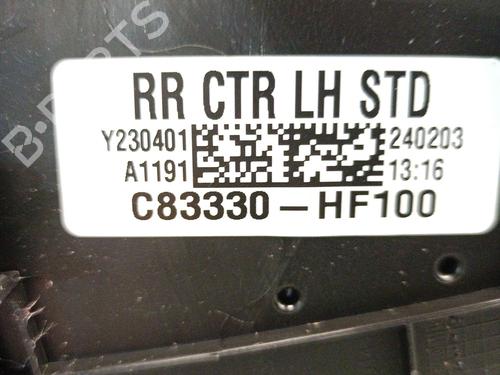 RR CTR LH STD
Y230401 240203
A1191 13:16
C83330-HF100
B-PARTS